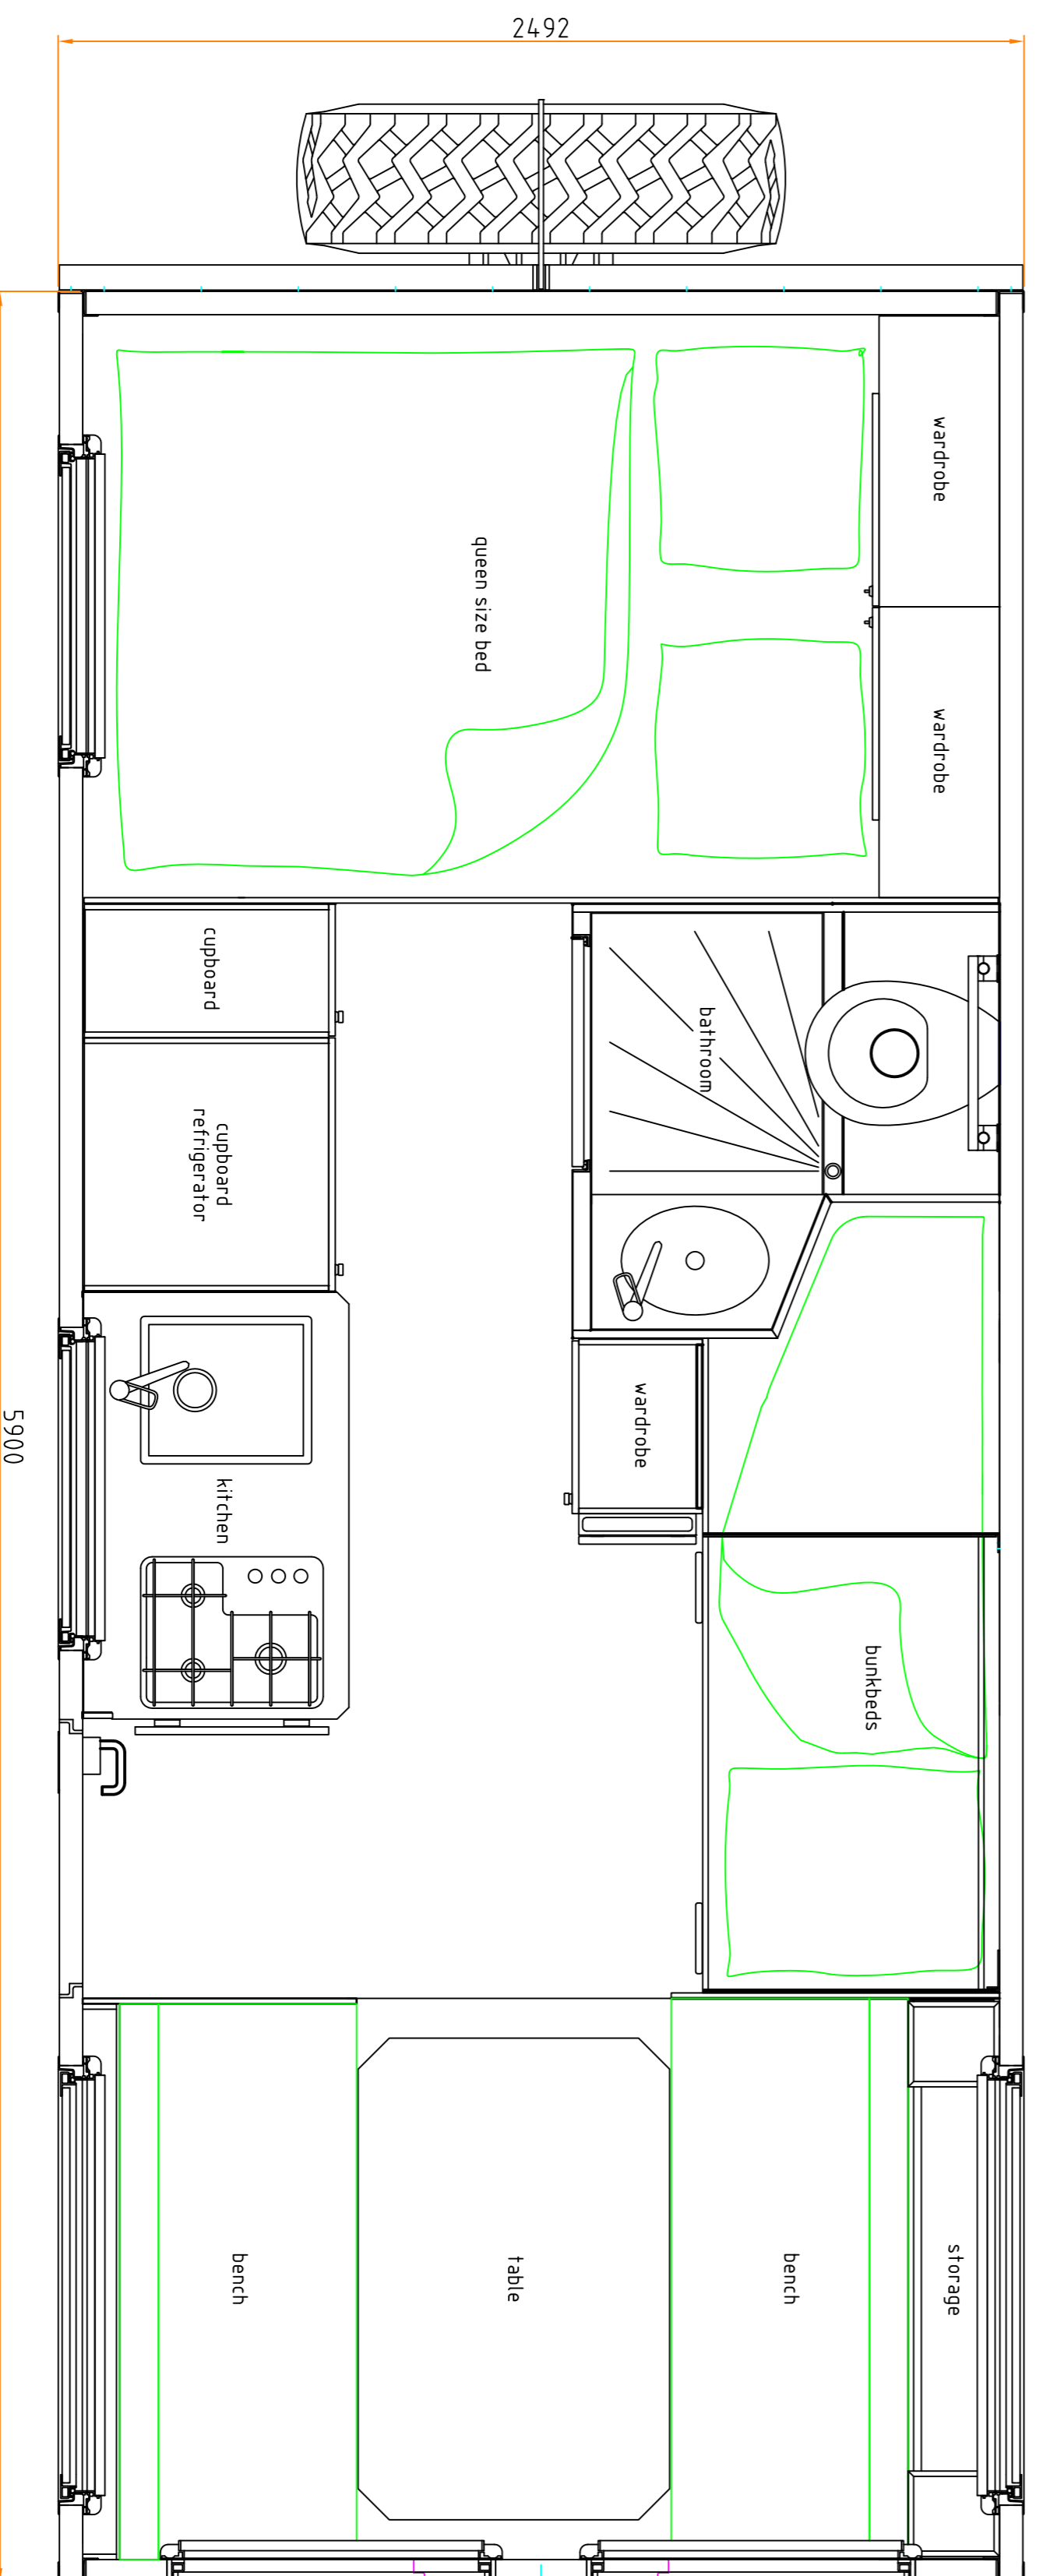 2492
wardrobe
queen size bed
wardrobe
cupboard
bathroom
cupboard
refrigerator
wardrobe
5900
kitchen
bunkbeds
storage
bench
table
bench